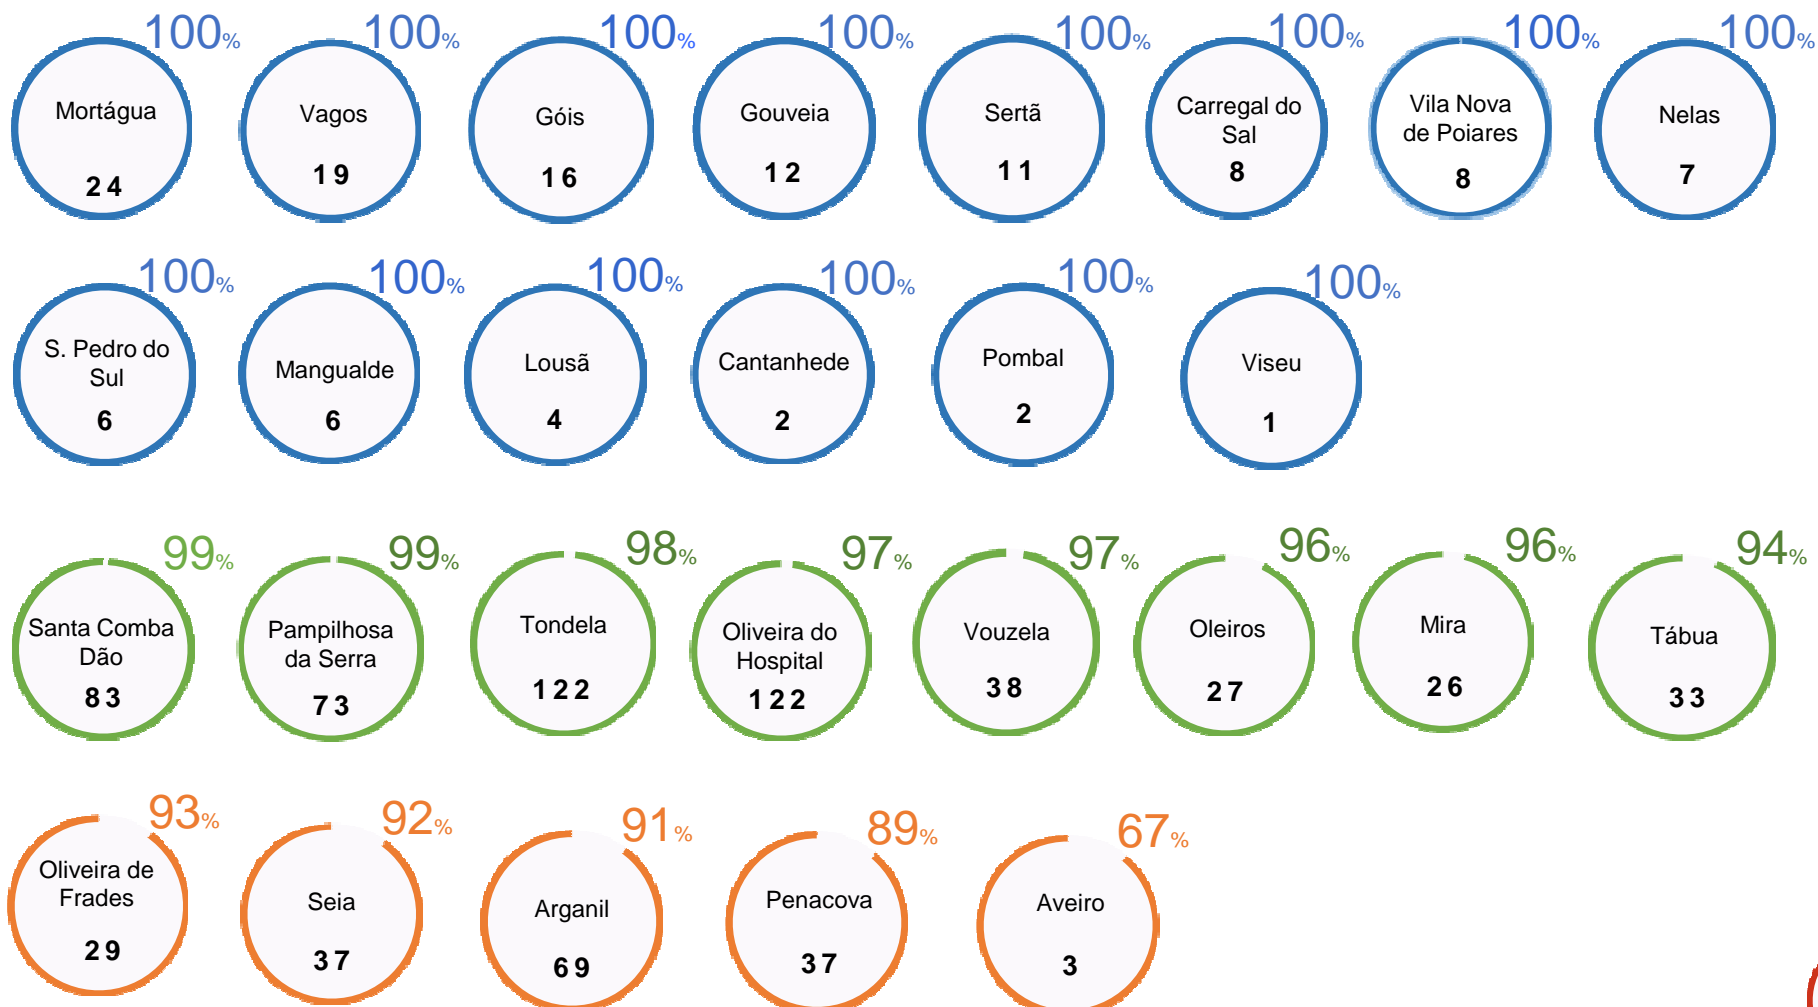 100% 100% 100% 100% 100% 100% 100% 100%
Mortágua Vagos Góis Gouveia Sertã Carregal do Vila Nova Nelas
Sal de Poiares
24 19 16 12 11 8 8 7
100% 100% 100% 100% 100% 100%
S. Pedro do Mangualde Lousã Cantanhede Pombal Viseu
Sul
6 6 4 2 2 1
99% 99% 98% 97% 97% 96% 96% 94%
Santa Comba Pampilhosa Tondela Oliveira do Vouzela Oleiros Mira Tábua
Dão da Serra Hospital
83 73 122 122 38 27 26 33
93% 92% 91% 89% 67%
Oliveira de Seia Arganil Penacova Aveiro
Frades
29 37 69 37 3